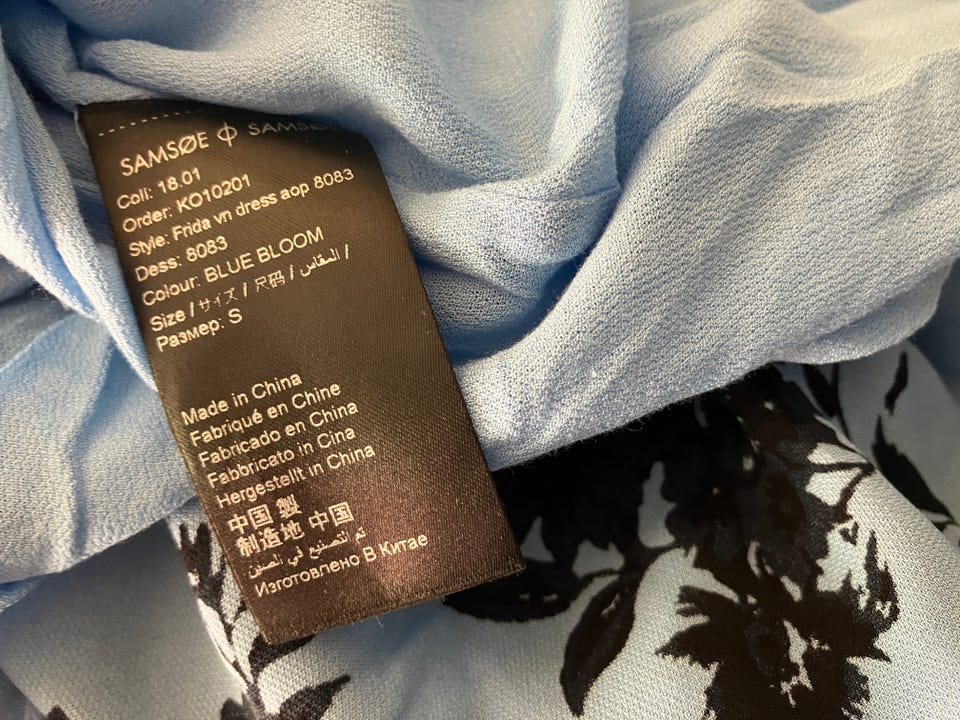 SAMSØE ϕ SAMSØE
Coll: 18.01
Order: KO10201
Style: Frida vn dress aop 8083
Dess: 8083
Colour: BLUE BLOOM
Size / サイズ / 尺码 / المقاس /
Размер: S
Made in China
Fabriqué en Chine
Fabricado en China
Fabbricato in Cina
Hergestellt in China
中国 製
制造地 中国
تم التصنيع في الصين
Изготовлено В Китае